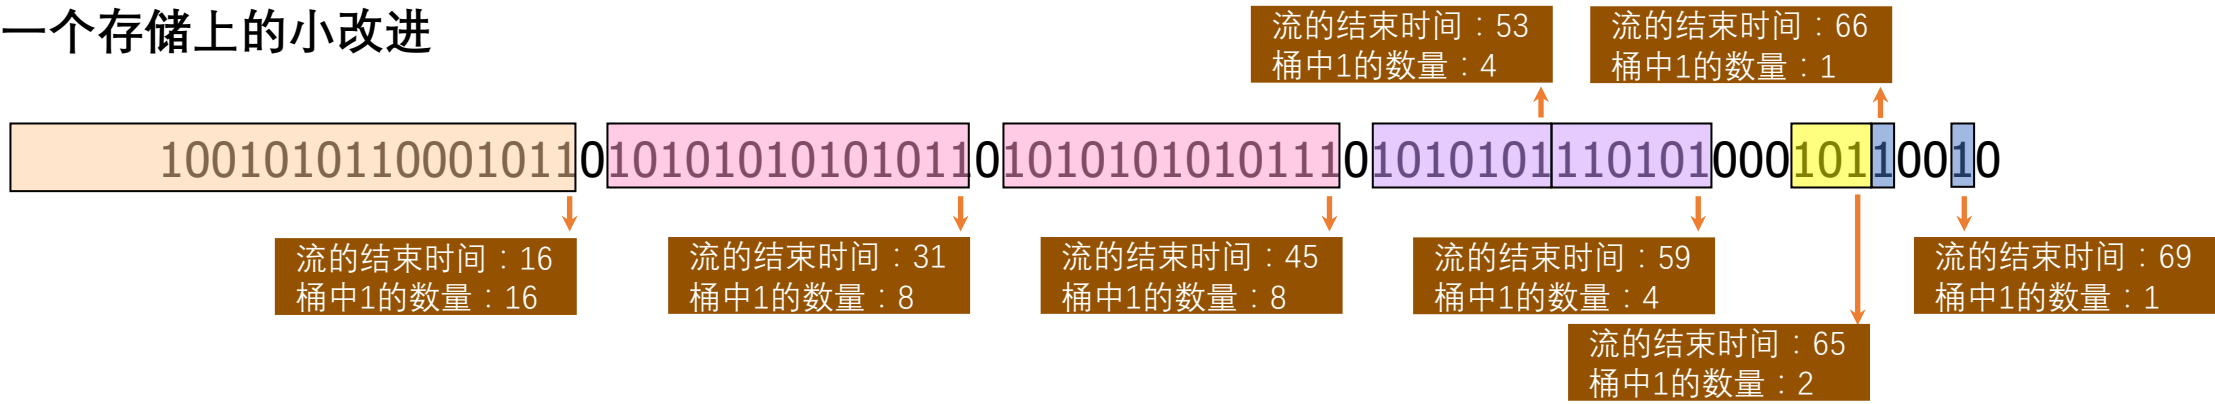 一个存储上的小改进
流的结束时间：53
桶中1的数量：4
流的结束时间：66
桶中1的数量：1
1001010110001011010101010101011010101010101110101010111010100010110010
流的结束时间：16
桶中1的数量：16
流的结束时间：31
桶中1的数量：8
流的结束时间：45
桶中1的数量：8
流的结束时间：59
桶中1的数量：4
流的结束时间：69
桶中1的数量：1
流的结束时间：65
桶中1的数量：2